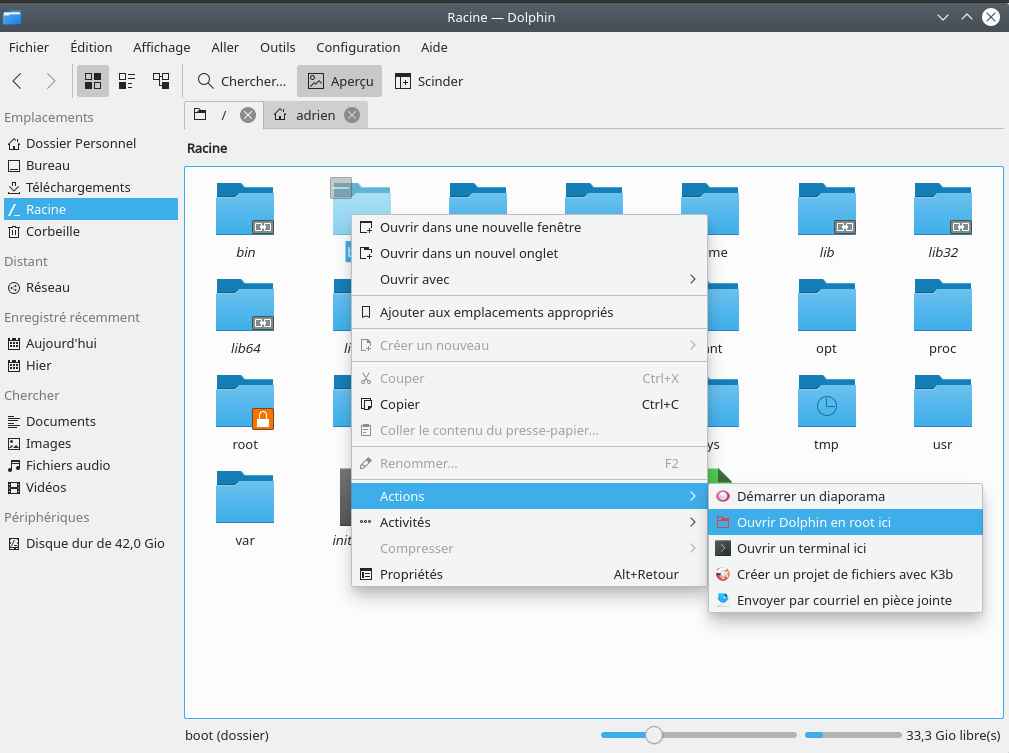 Racine — Dolphin
Fichier Édition Affichage Aller Outils Configuration Aide
Chercher... Aperçu Scinder
Emplacements
/ adrien
Dossier Personnel
Racine
Bureau
Téléchargements
Racine
Corbeille
Distant
Réseau
Enregistré récemment
Aujourd'hui
Hier
Chercher
Documents
Images
Fichiers audio
Vidéos
Périphériques
Disque dur de 42,0 Gio
bin
me
lib
lib32
lib64
li
nt
opt
proc
root
ys
tmp
usr
var
init
Ouvrir dans une nouvelle fenêtre
Ouvrir dans un nouvel onglet
Ouvrir avec
Ajouter aux emplacements appropriés
Créer un nouveau
Couper Ctrl+X
Copier Ctrl+C
Coller le contenu du presse-papier...
Renommer... F2
Actions
Activités
Compresser
Propriétés Alt+Retour
Démarrer un diaporama
Ouvrir Dolphin en root ici
Ouvrir un terminal ici
Créer un projet de fichiers avec K3b
Envoyer par courriel en pièce jointe
boot (dossier) 33,3 Gio libre(s)